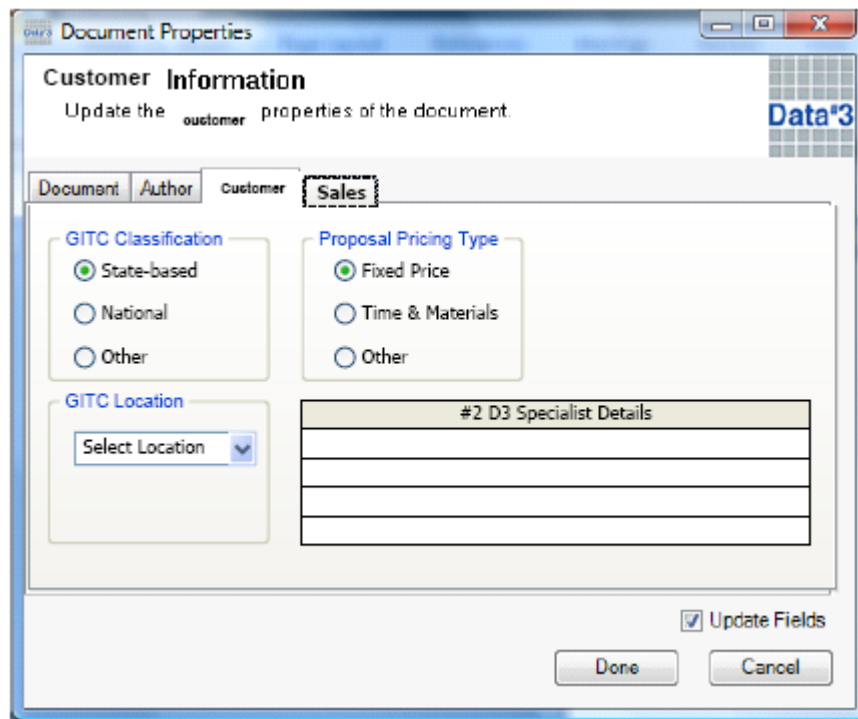 Document Properties
Customer Information
Update the customer properties of the document.
Data#3
Document Author Customer Sales
GITC Classification Proposal Pricing Type
State-based Fixed Price
National Time & Materials
Other Other
GITC Location #2 D3 Specialist Details
Select Location
Update Fields
Done Cancel